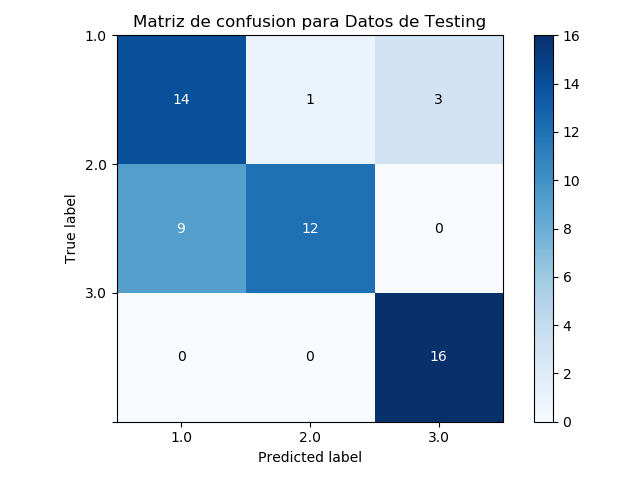 Matriz de confusion para Datos de Testing
1.0
14 1 3
2.0
9 12 0
3.0
0 0 16
True label
1.0 2.0 3.0
Predicted label
16
14
12
10
8
6
4
2
0